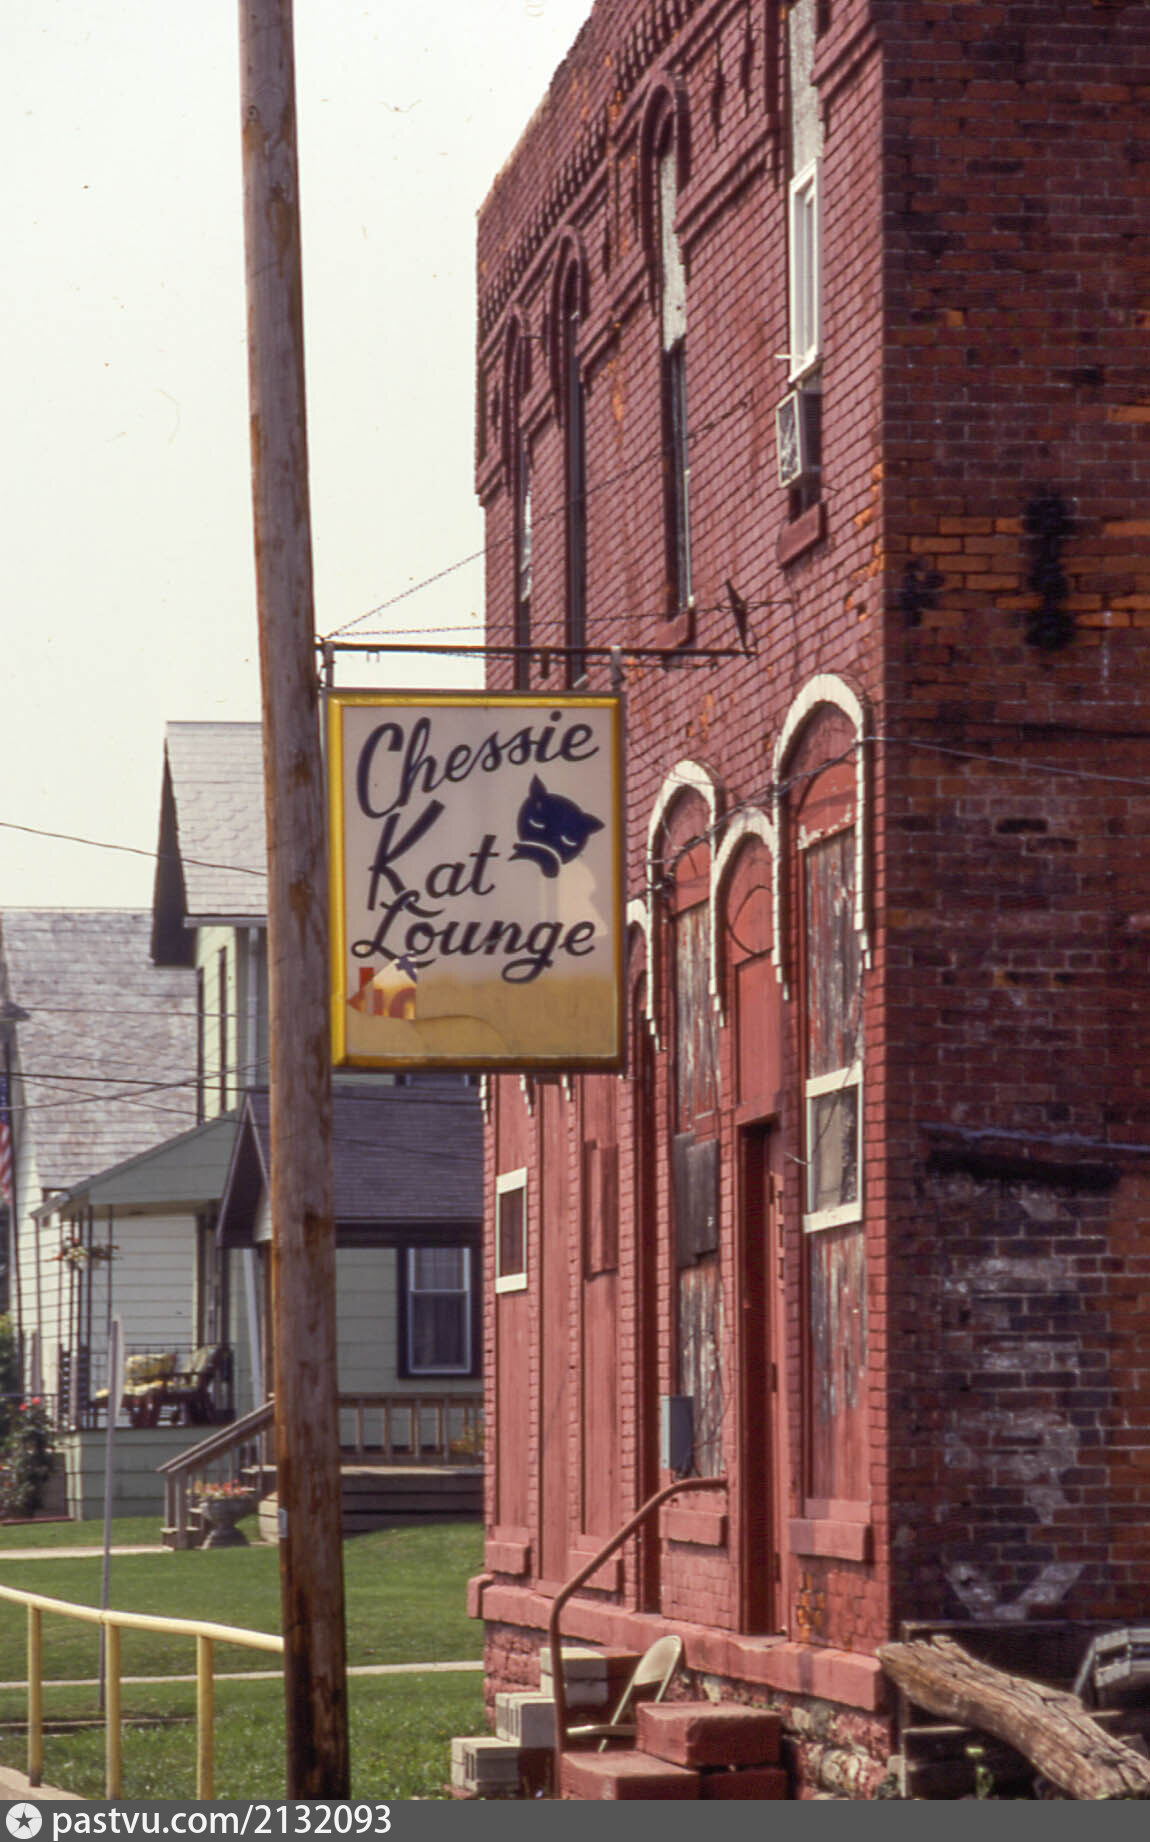 Chessie
Kat
Lounge
pastvu.com/2132093